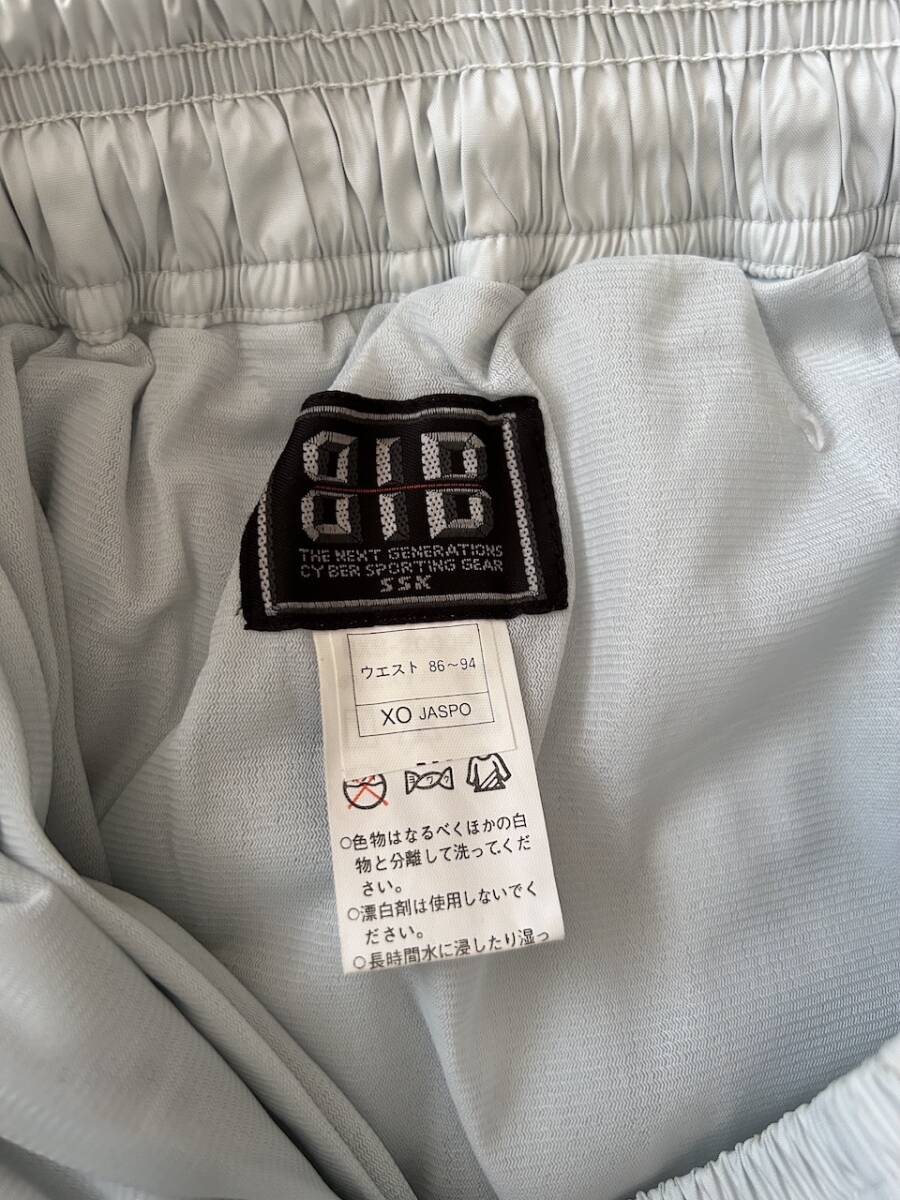 THE NEXT GENERATIONS
CYBER SPORTING GEAR
SSK
ウエスト 86〜94
XO JASPO
ヨワク
○色物はなるべくほかの白
物と分離して洗ってくだ
さい。
○漂白剤は使用しないでく
ださい。
○長時間水に浸したり湿っ